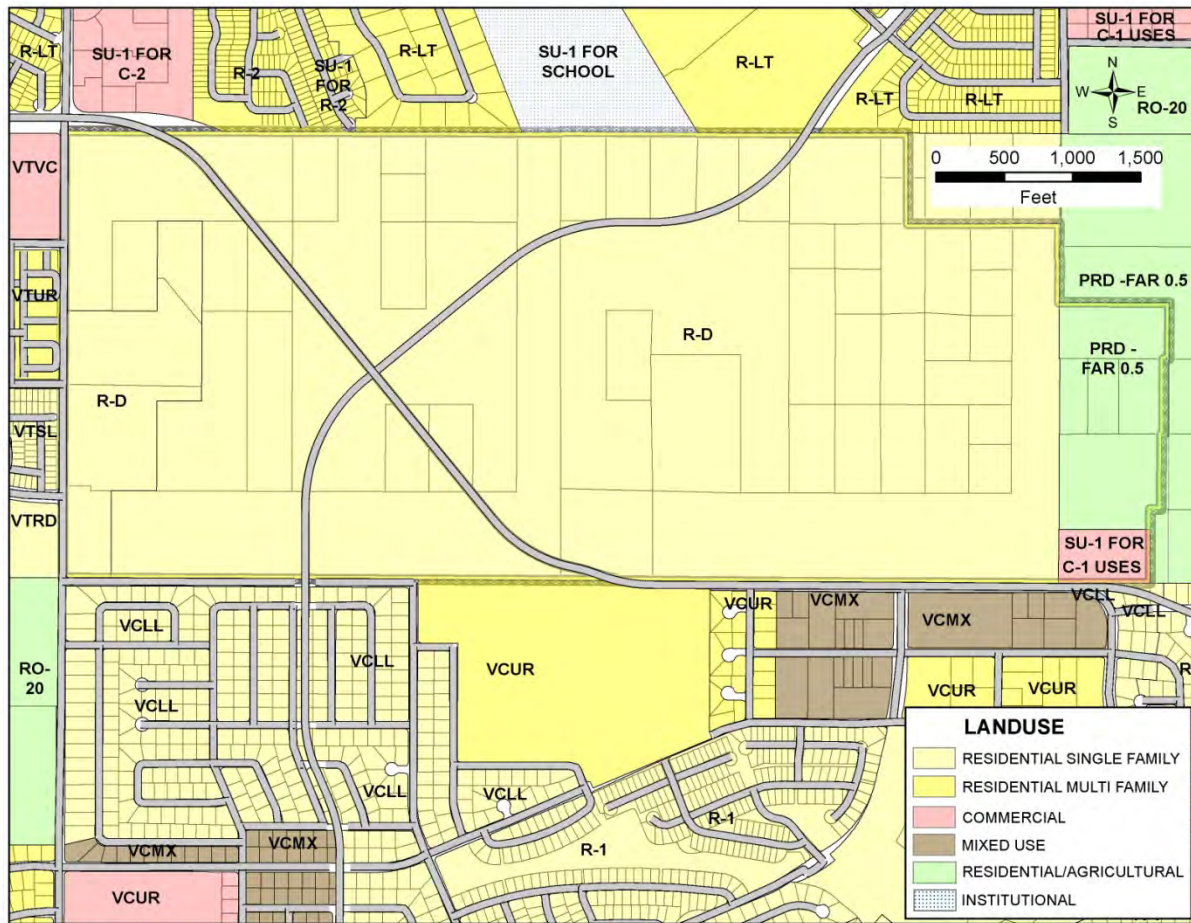 R-LT
SU-1 FOR
C-2
R-2
SU-1
FOR
R-2
R-LT
SU-1 FOR
SCHOOL
R-LT
R-LT
R-LT
SU-1 FOR
C-1 USES
N
W
E
S
RO-20
0 500 1,000 1,500
Feet
VTVC
VTUR
VTSL
VTRD
R-D
R-D
PRD -FAR 0.5
PRD -
FAR 0.5
SU-1 FOR
C-1 USES
RO-
20
VCLL
VCLL
VCLL
VCLL
VCLL
VCUR
VCUR
VCMX
VCMX
VCLL
VCLL
R
VCUR
VCUR
R-1
R-1
VCMX
VCMX
VCUR
LANDUSE
RESIDENTIAL SINGLE FAMILY
RESIDENTIAL MULTI FAMILY
COMMERCIAL
MIXED USE
RESIDENTIAL/AGRICULTURAL
INSTITUTIONAL